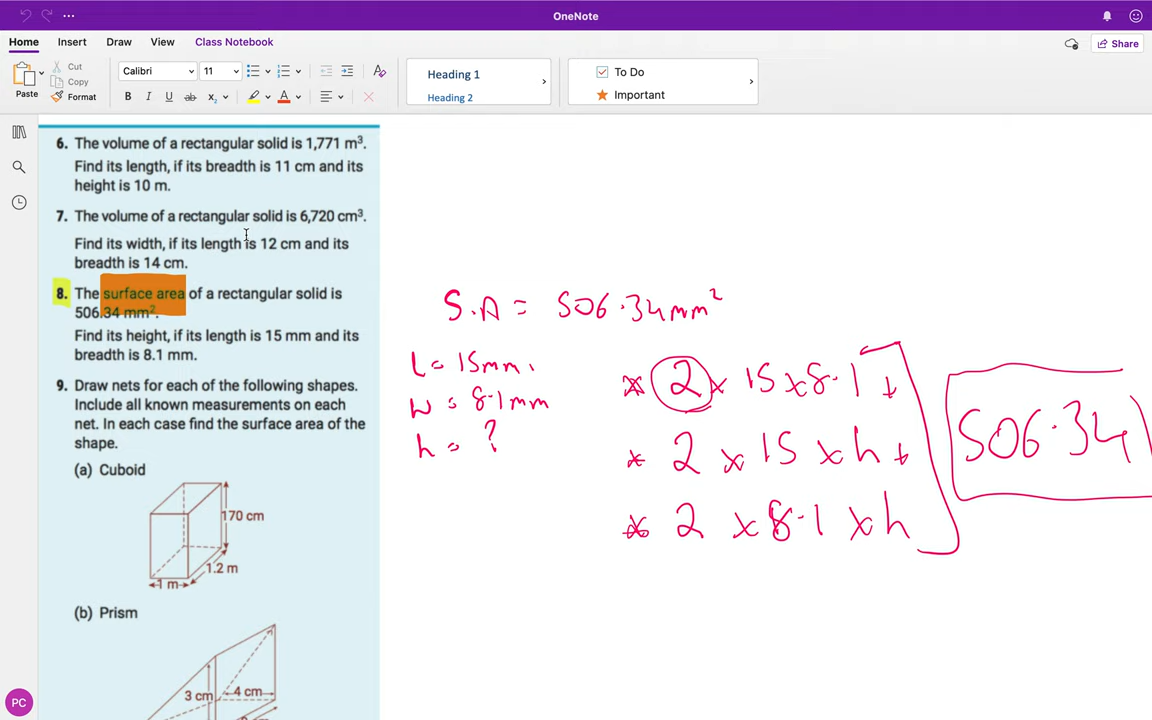 OneNote
Home Insert Draw View Class Notebook
Share
Paste
Cut
Copy
Format
Calibri 11
B I U ab x₂ A
Heading 1
Heading 2
To Do
Important
6. The volume of a rectangular solid is 1,771 m³.
Find its length, if its breadth is 11 cm and its
height is 10 m.
7. The volume of a rectangular solid is 6,720 cm³.
Find its width, if its length is 12 cm and its
breadth is 14 cm.
8. The surface area of a rectangular solid is
506.34 mm².
Find its height, if its length is 15 mm and its
breadth is 8.1 mm.
9. Draw nets for each of the following shapes.
Include all known measurements on each
net. In each case find the surface area of the
shape.
(a) Cuboid
170 cm
1.2 m
1 m
(b) Prism
3 cm
4 cm
S.A = 506.34mm²
l = 15mm
w = 8.1mm
h = ?
* 2 x 15 x 8.1 +
* 2 x 15 x h +
* 2 x 8.1 x h
506.34
PC